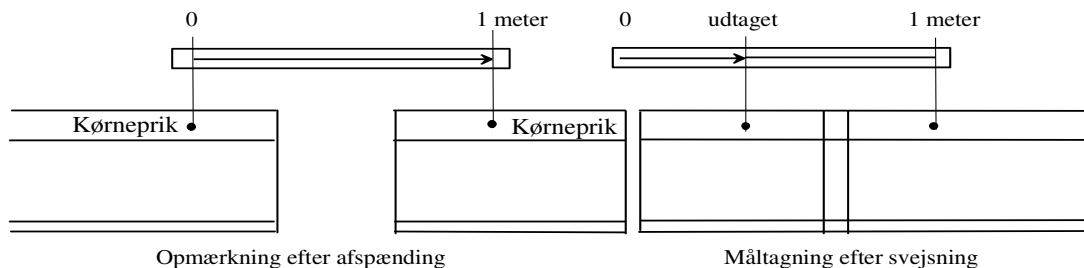 0 1 meter 0 udtaget 1 meter
Kørneprik Kørneprik
Opmærkning efter afspænding Måltagning efter svejsning